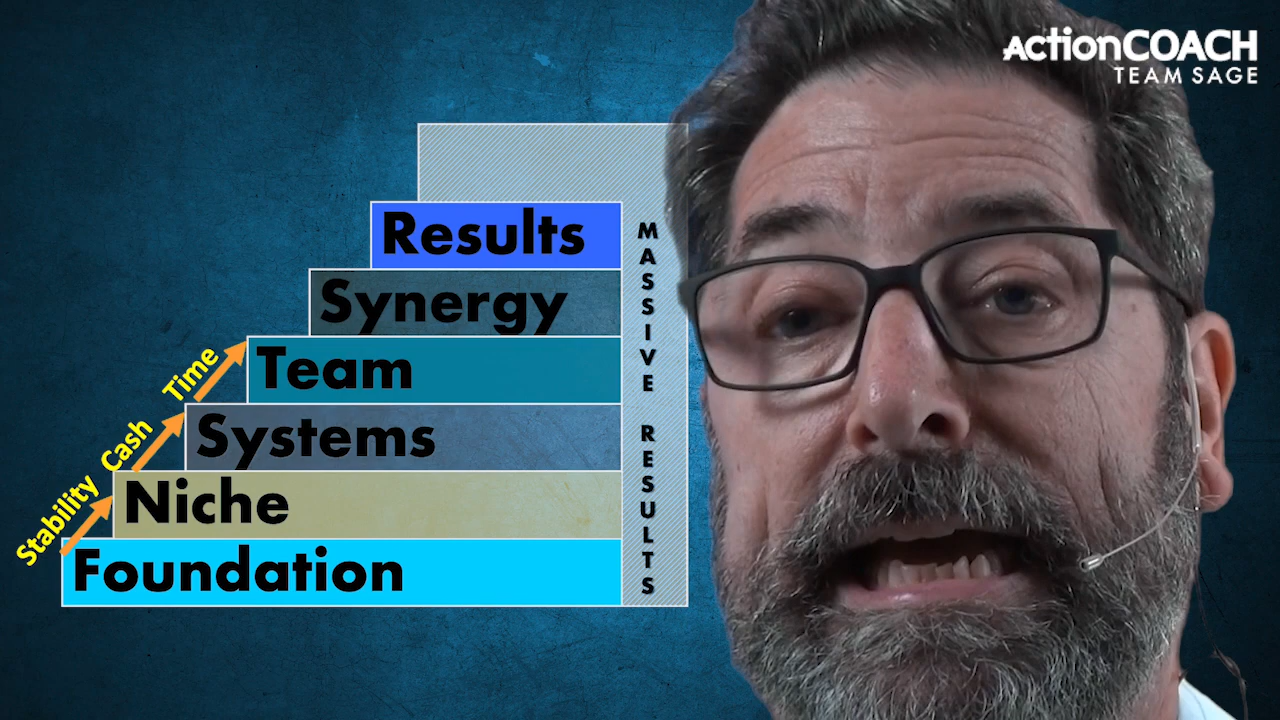 ActionCOACH
TEAM SAGE
Results
Synergy
Team
Systems
Niche
Foundation
Stability
Cash
Time
MASSIVE RESULTS